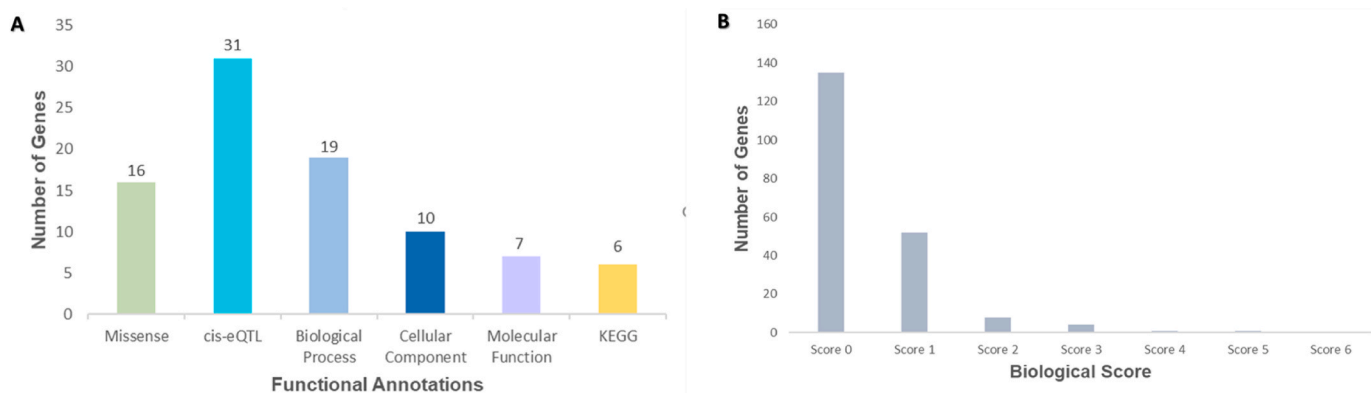 A
Number of Genes
35
30
25
20
15
10
5
0
16
31
19
10
7
6
Missense
cis-eQTL
Biological
Process
Cellular
Component
Molecular
Function
KEGG
Functional Annotations
B
Number of Genes
160
140
120
100
80
60
40
20
0
Score 0
Score 1
Score 2
Score 3
Score 4
Score 5
Score 6
Biological Score